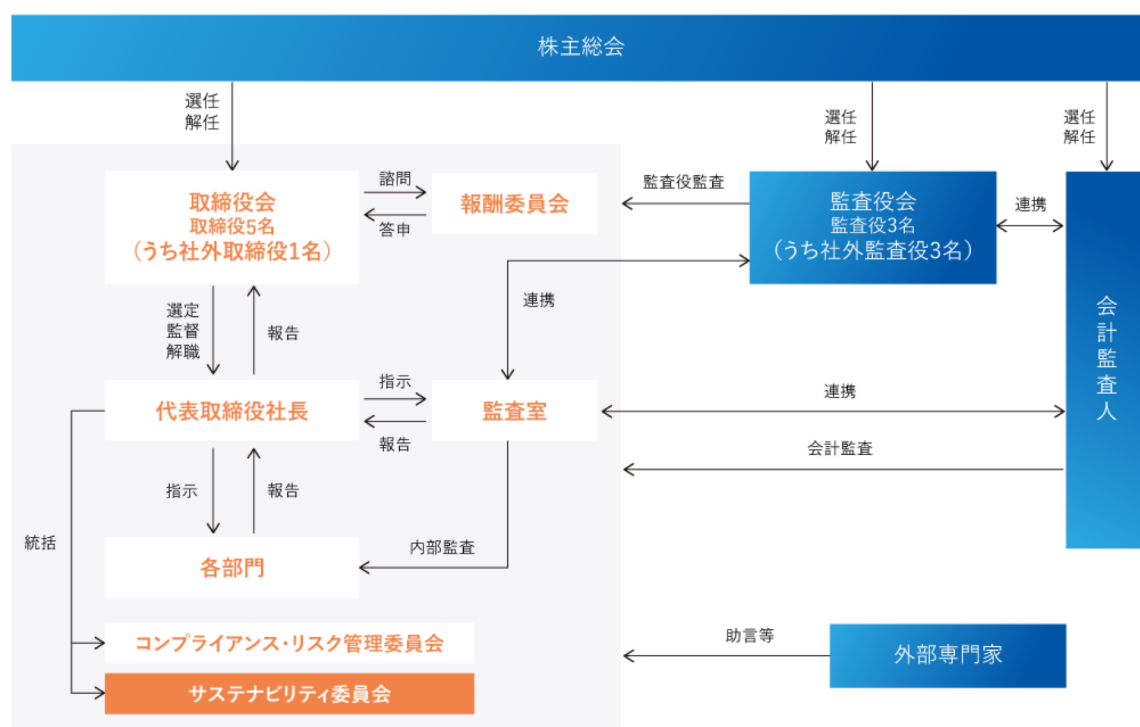 株主総会
選任
解任
選任
解任
選任
解任
取締役会
取締役5名
(うち社外取締役1名)
諮問
答申
報酬委員会
監査役監査
監査役会
監査役3名
(うち社外監査役3名)
連携
会計監査人
選定
監督
解職
報告
連携
代表取締役社長
指示
報告
監査室
連携
会計監査
指示
報告
統括
各部門
内部監査
コンプライアンス・リスク管理委員会
サステナビリティ委員会
助言等
外部専門家